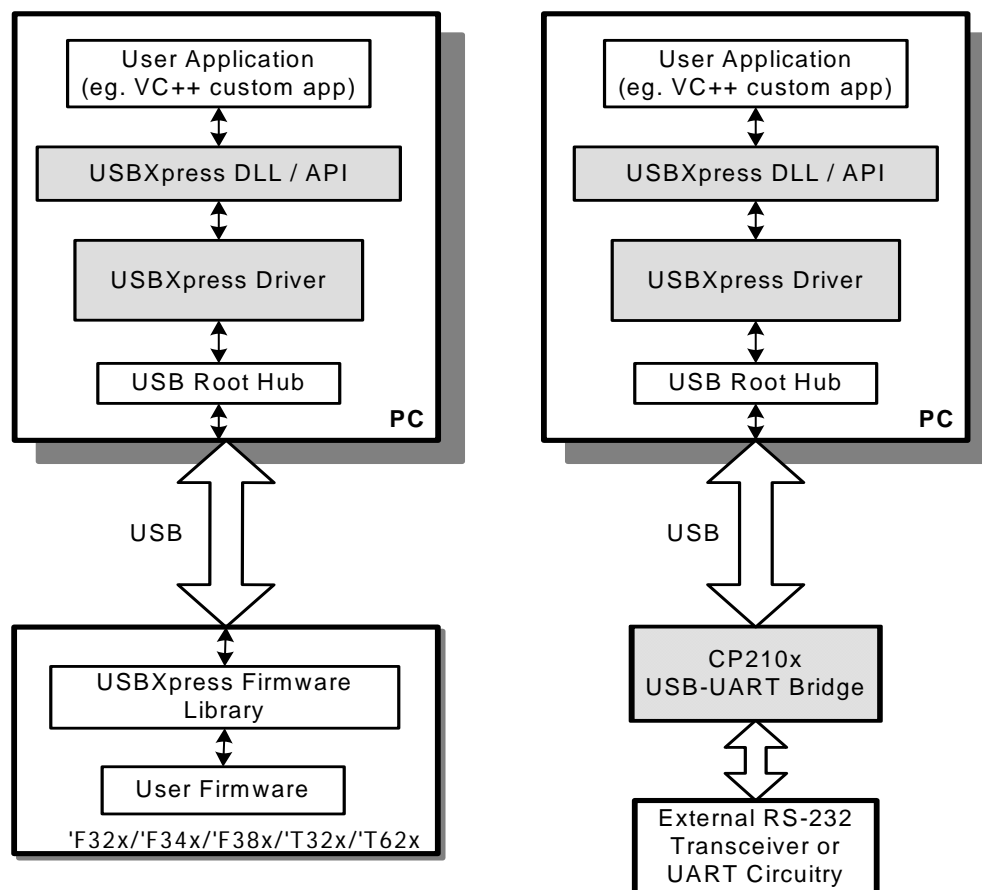 User Application
(eg. VC++ custom app)
USBXpress DLL / API
USBXpress Driver
USB Root Hub
PC
USB
USBXpress Firmware
Library
User Firmware
'F32x/'F34x/'F38x/'T32x/'T62x
User Application
(eg. VC++ custom app)
USBXpress DLL / API
USBXpress Driver
USB Root Hub
PC
USB
CP210x
USB-UART Bridge
External RS-232
Transceiver or
UART Circuitry